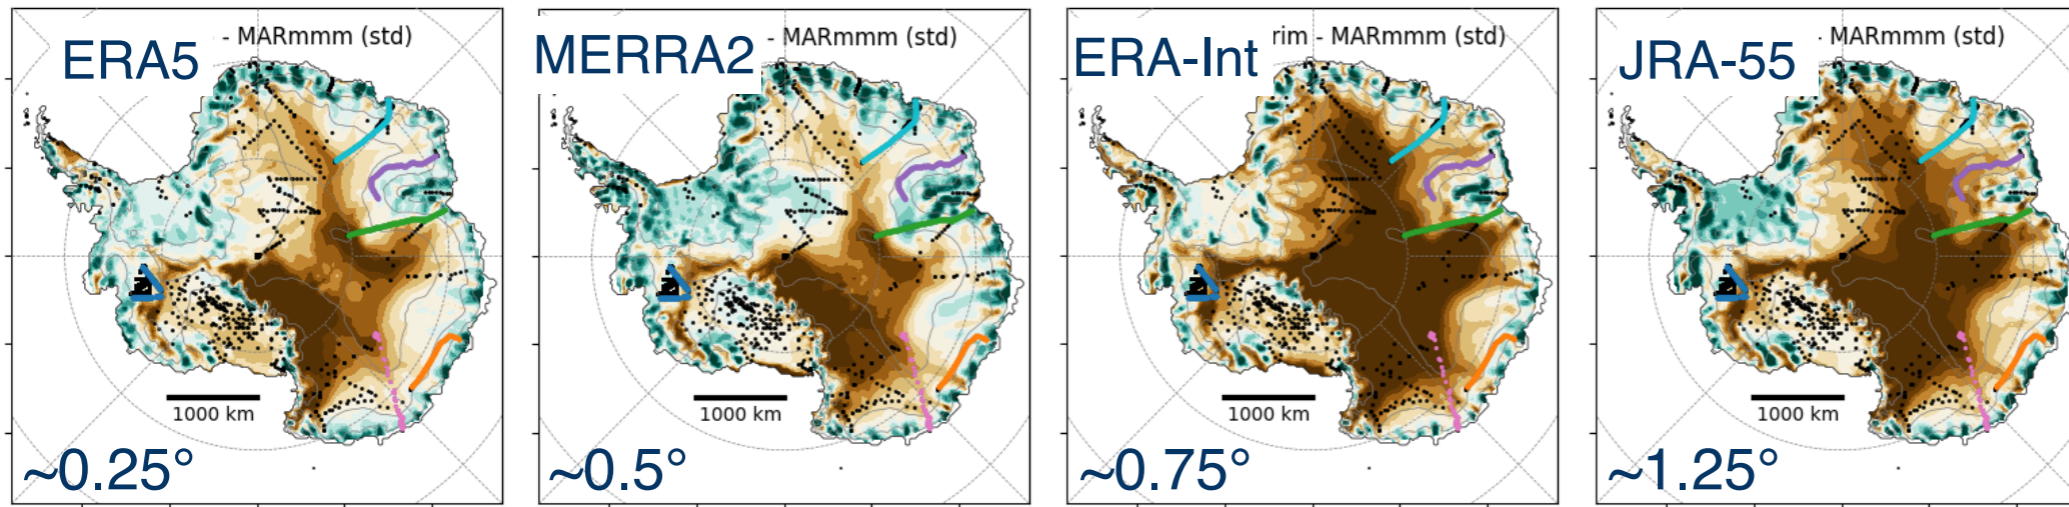 ERA5 - MARmmm (std)
1000 km
~0.25°
MERRA2 - MARmmm (std)
1000 km
~0.5°
ERA-Int rim - MARmmm (std)
1000 km
~0.75°
JRA-55 MARmmm (std)
1000 km
~1.25°